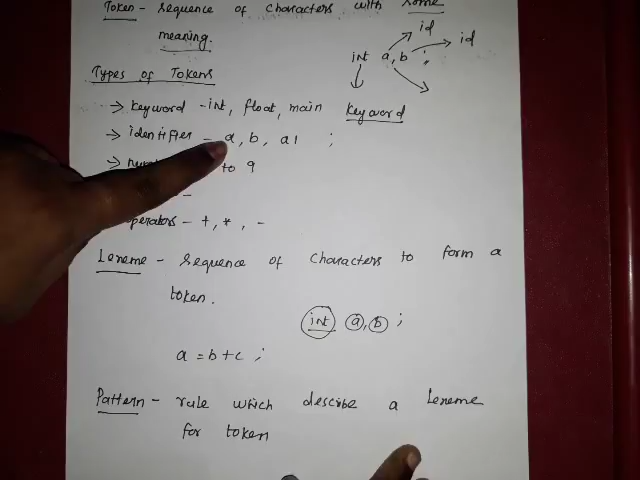 Token - sequence of characters with some
meaning.
id
id
int a, b ;
Types of Tokens
→ keyword - int, float, main
keyword
→ identifier - a, b, a1 ;
to 9
-
operators - +, *, -
Lexeme - sequence of characters to form a
token.
int a, b ;
a = b + c ;
Pattern - rule which describe a lexeme
for token